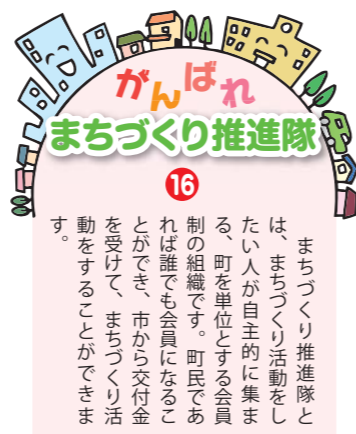 がんばれ
まちづくり推進隊
16
まちづくり推進隊と
は、まちづくり活動をし
たい人が自主的に集ま
る、町を単位とする会員
制の組織です。町民であ
れば誰でも会員になるこ
とができ、市から交付金
を受けて、まちづくり活
動をすることができま
す。